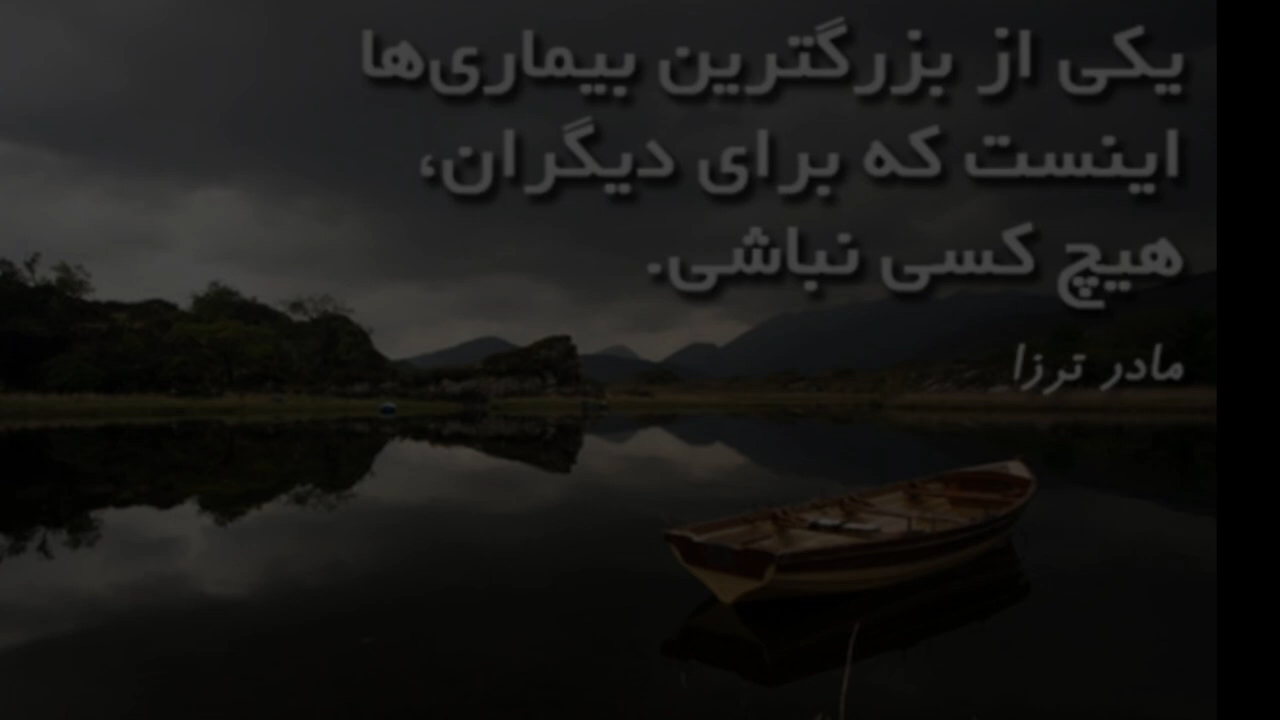 یکی از بزرگترین بیماری‌ها
اینست که برای دیگران،
هیچ کسی نباشی.
مادر ترزا